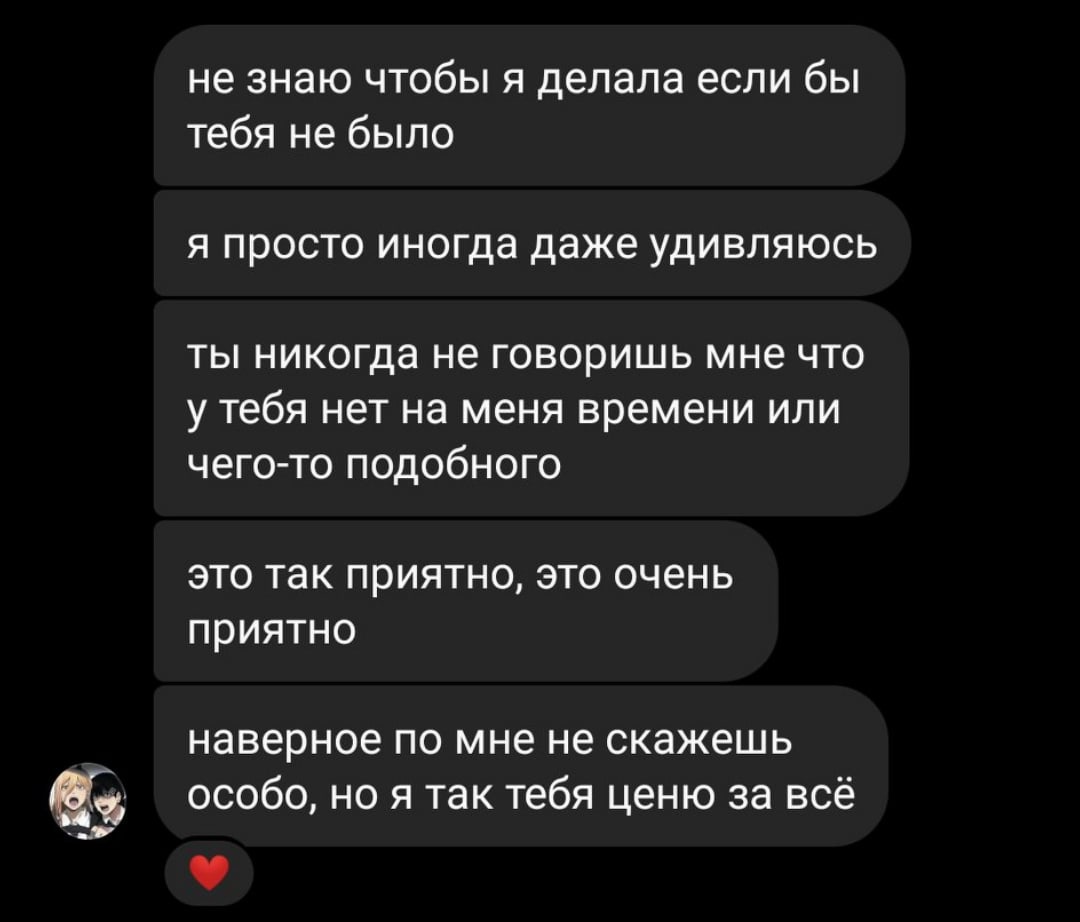 не знаю чтобы я делала если бы
тебя не было
я просто иногда даже удивляюсь
ты никогда не говоришь мне что
у тебя нет на меня времени или
чего-то подобного
это так приятно, это очень
приятно
наверное по мне не скажешь
особо, но я так тебя ценю за всё